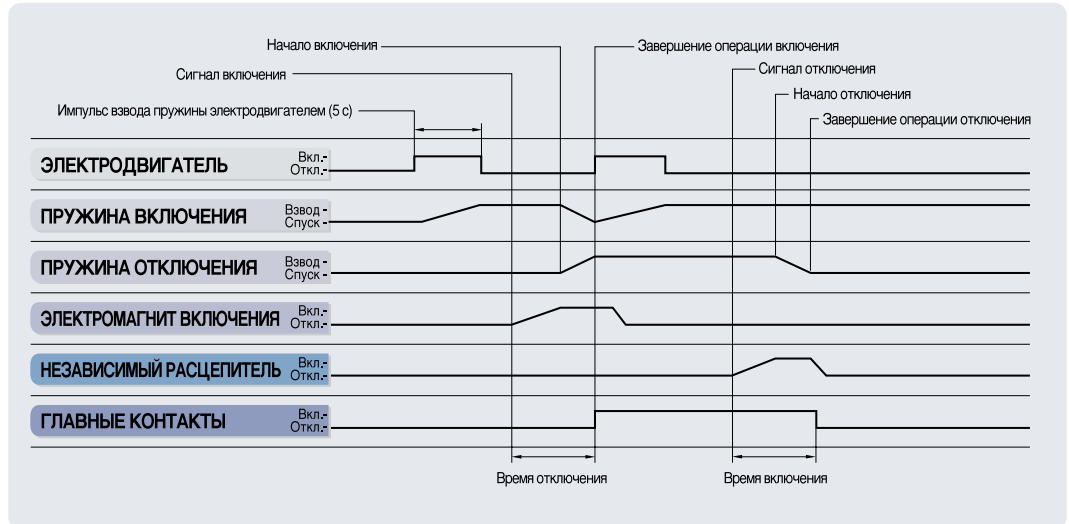 Начало включения
Завершение операции включения
Сигнал включения
Сигнал отключения
Начало отключения
Импульс взвода пружины электродвигателем (5 с)
Завершение операции отключения
ЭЛЕКТРОДВИГАТЕЛЬ
Вкл.-
Откл.-
ПРУЖИНА ВКЛЮЧЕНИЯ
Взвод -
Спуск -
ПРУЖИНА ОТКЛЮЧЕНИЯ
Взвод -
Спуск -
ЭЛЕКТРОМАГНИТ ВКЛЮЧЕНИЯ
Вкл.-
Откл.-
НЕЗАВИСИМЫЙ РАСЦЕПИТЕЛЬ
Вкл.-
Откл.-
ГЛАВНЫЕ КОНТАКТЫ
Вкл.-
Откл.-
Время отключения
Время включения